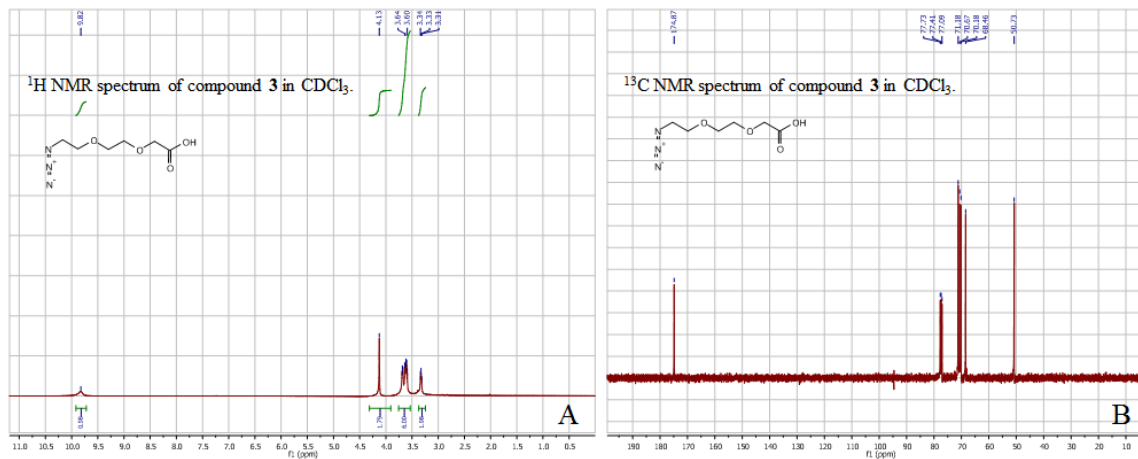 9.82
4.13
3.64
3.60
3.34
3.33
3.31
¹H NMR spectrum of compound 3 in CDCl₃.
O
OH
N
O
O
N⁺
N⁻
0.98
1.79
6.00
1.98
11.0 10.5 10.0 9.5 9.0 8.5 8.0 7.5 7.0 6.5 6.0 5.5 5.0 4.5 4.0 3.5 3.0 2.5 2.0 1.5 1.0 0.5
f1 (ppm)
A
174.87
77.73
77.41
77.09
71.18
70.67
70.18
68.46
50.73
¹³C NMR spectrum of compound 3 in CDCl₃.
O
OH
N
O
O
N⁺
N⁻
190 180 170 160 150 140 130 120 110 100 90 80 70 60 50 40 30 20 10
f1 (ppm)
B